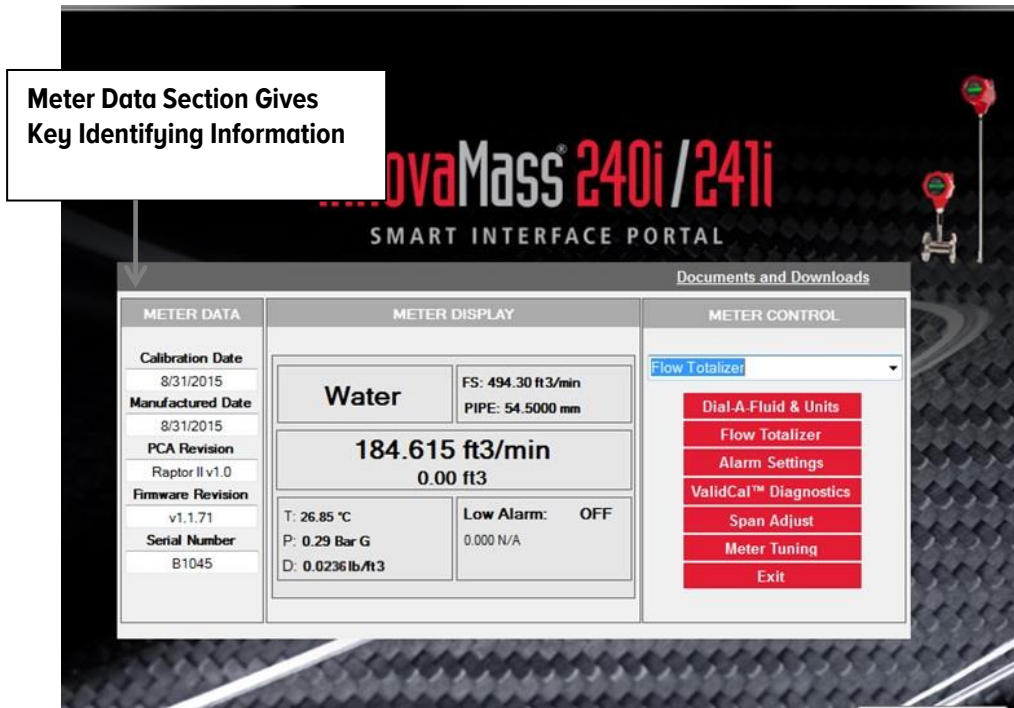 Meter Data Section Gives
Key Identifying Information
ovaMass® 240i/241i
SMART INTERFACE PORTAL
Documents and Downloads
METER DATA
Calibration Date
8/31/2015
Manufactured Date
8/31/2015
PCA Revision
Raptor II v1.0
Firmware Revision
v1.1.71
Serial Number
B1045
METER DISPLAY
Water
FS: 494.30 ft3/min
PIPE: 54.5000 mm
184.615 ft3/min
0.00 ft3
T: 26.85 °C
P: 0.29 Bar G
D: 0.0236 lb/ft3
Low Alarm: OFF
0.000 N/A
METER CONTROL
Flow Totalizer
Dial-A-Fluid & Units
Flow Totalizer
Alarm Settings
ValidCal™ Diagnostics
Span Adjust
Meter Tuning
Exit